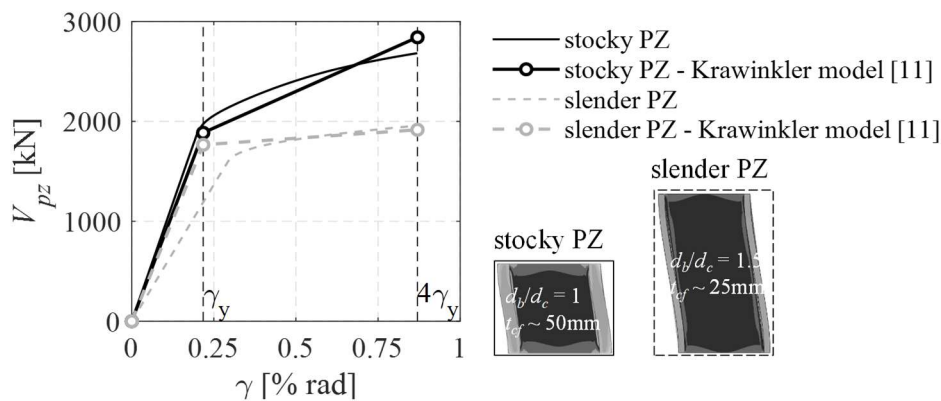 3000
2000
1000
0
V_pz [kN]
γ_y
4γ_y
0 0.25 0.5 0.75 1
γ [% rad]
stocky PZ
stocky PZ - Krawinkler model [11]
slender PZ
slender PZ - Krawinkler model [11]
stocky PZ
d_b/d_c = 1
t_cf ~ 50mm
slender PZ
d_b/d_c = 1.5
t_cf ~ 25mm